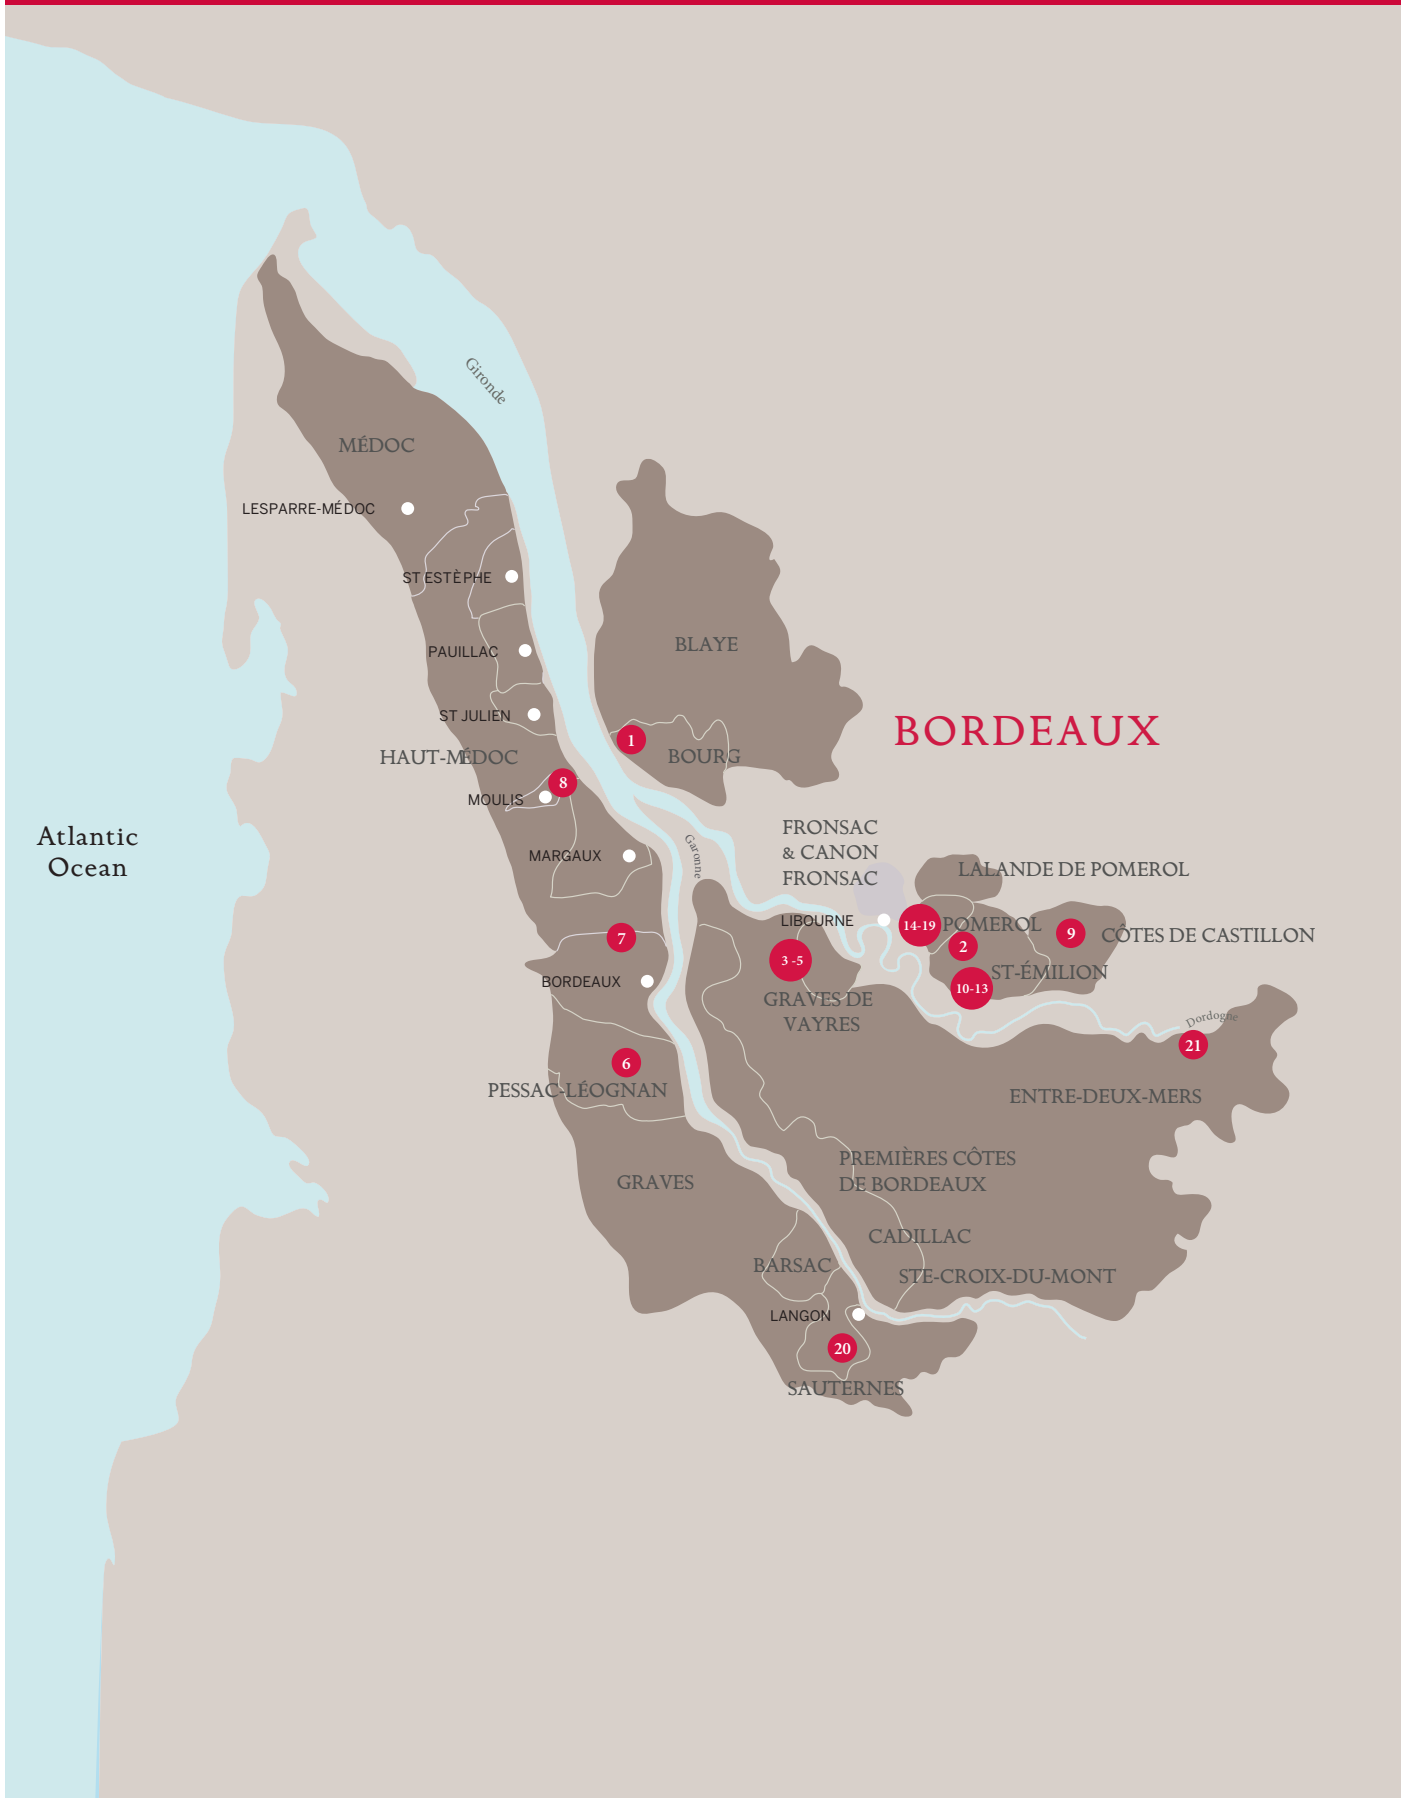 Gironde
MÉDOC
LESPARRE-MÉDOC
ST ESTÈPHE
BLAYE
PAUILLAC
ST JULIEN
BORDEAUX
1
BOURG
HAUT-MÉDOC
8
MOULIS
Atlantic
Ocean
Garonne
MARGAUX
FRONSAC
& CANON
FRONSAC
LALANDE DE POMEROL
LIBOURNE
14-19
POMEROL
9
CÔTES DE CASTILLON
7
2
3 -5
ST-ÉMILION
BORDEAUX
10-13
GRAVES DE
VAYRES
Dordogne
21
6
PESSAC-LÉOGNAN
ENTRE-DEUX-MERS
PREMIÈRES CÔTES
DE BORDEAUX
GRAVES
CADILLAC
BARSAC
STE-CROIX-DU-MONT
LANGON
20
SAUTERNES